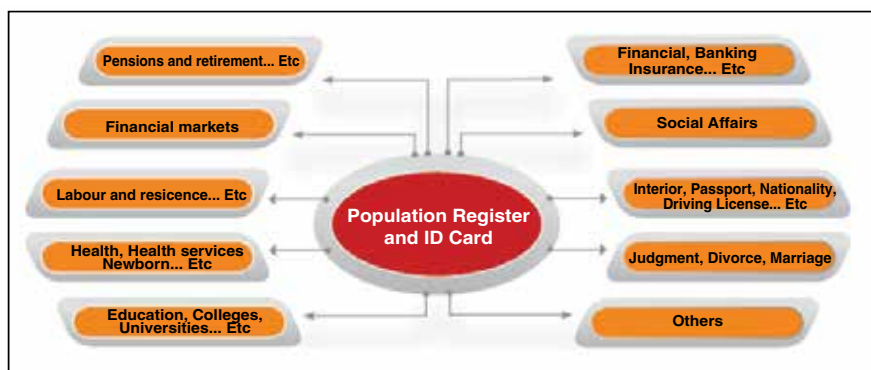 Pensions and retirement... Etc
Financial markets
Labour and resicence... Etc
Health, Health services
Newborn... Etc
Education, Colleges,
Universities... Etc
Population Register
and ID Card
Financial, Banking
Insurance... Etc
Social Affairs
Interior, Passport, Nationality,
Driving License... Etc
Judgment, Divorce, Marriage
Others